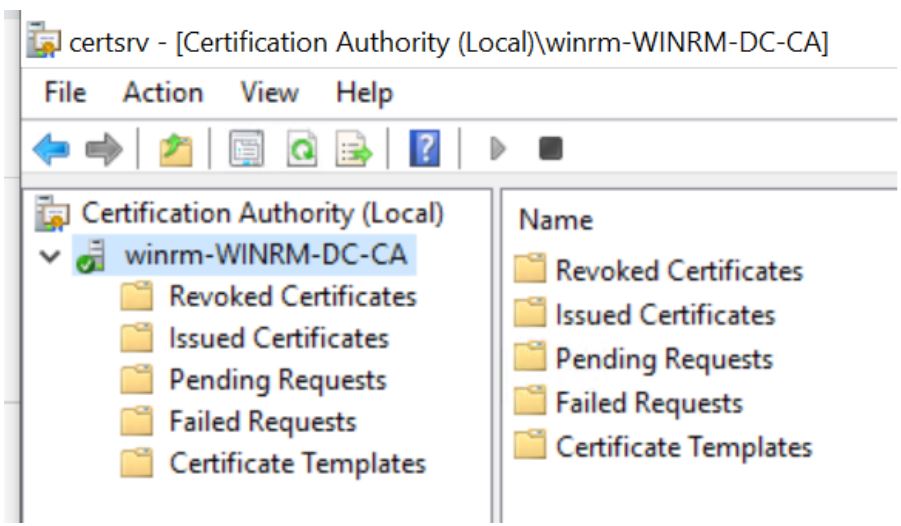 certsrv - [Certification Authority (Local)\winrm-WINRM-DC-CA]
File Action View Help
Certification Authority (Local)
winrm-WINRM-DC-CA
Revoked Certificates
Issued Certificates
Pending Requests
Failed Requests
Certificate Templates
Name
Revoked Certificates
Issued Certificates
Pending Requests
Failed Requests
Certificate Templates